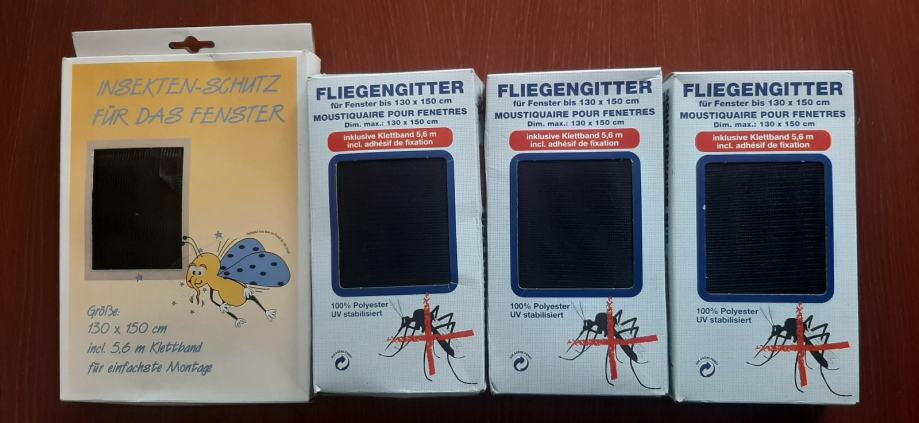 INSEKTEN-SCHUTZ
FÜR DAS FENSTER
Größe:
130 x 150 cm
incl. 5,6 m Klettband
für einfachste Montage
FLIEGENGITTER
für Fenster bis 130 x 150 cm
MOUSTIQUAIRE POUR FENETRES
Dim. max.: 130 x 150 cm
inklusive Klettband 5,6 m
incl. adhésif de fixation
100% Polyester
UV stabilisiert
FLIEGENGITTER
für Fenster bis 130 x 150 cm
MOUSTIQUAIRE POUR FENETRES
Dim. max.: 130 x 150 cm
inklusive Klettband 5,6 m
incl. adhésif de fixation
100% Polyester
UV stabilisiert
FLIEGENGITTER
für Fenster bis 130 x 150 cm
MOUSTIQUAIRE POUR FENETRES
Dim. max.: 130 x 150 cm
inklusive Klettband 5,6 m
incl. adhésif de fixation
100% Polyester
UV stabilisiert